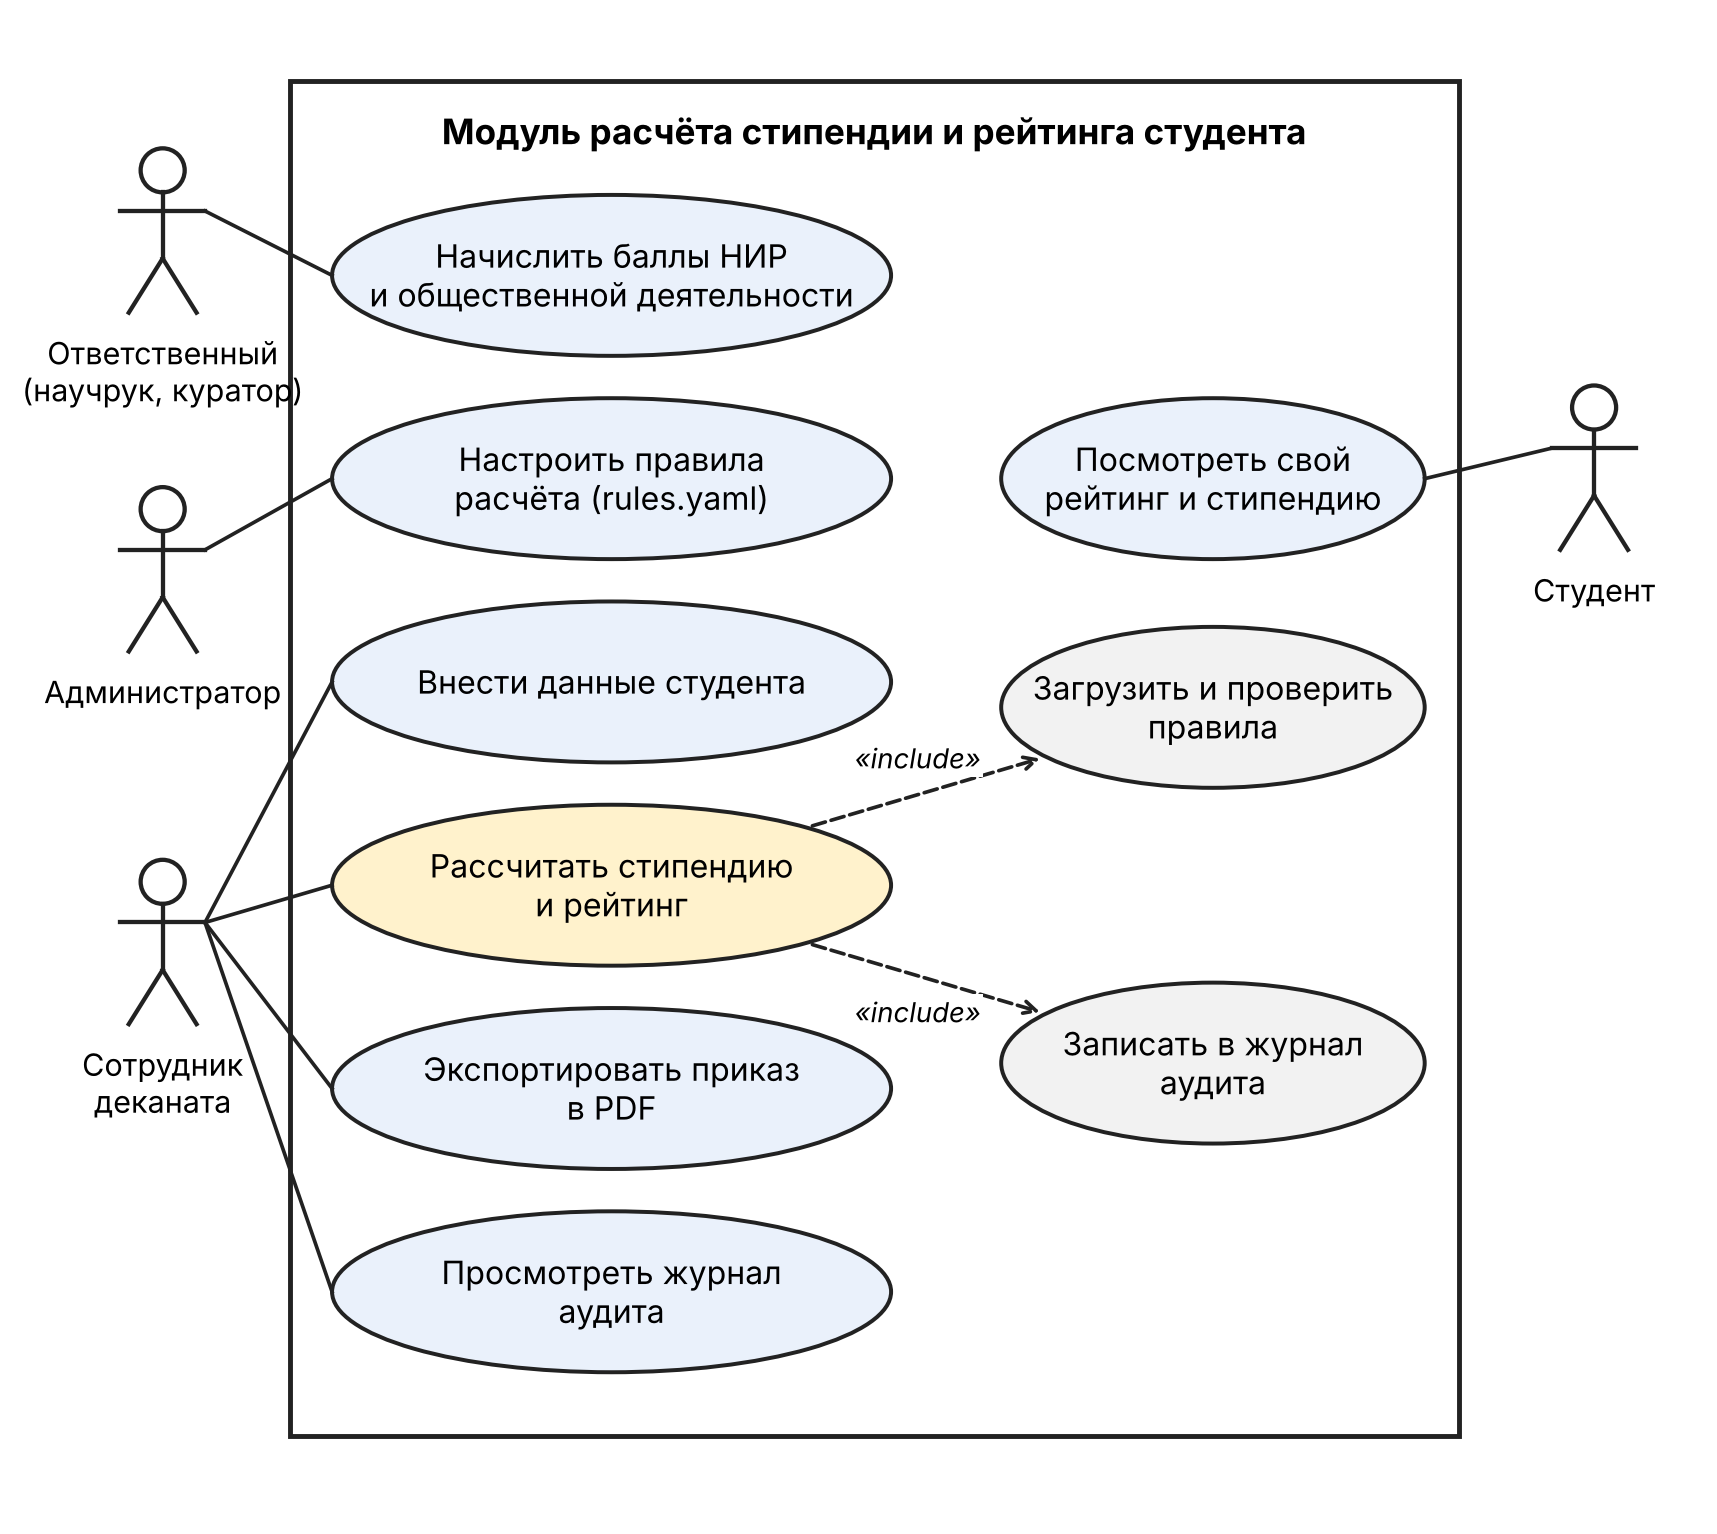 Модуль расчёта стипендии и рейтинга студента
Начислить баллы НИР
и общественной деятельности
Ответственный
(научрук, куратор)
Настроить правила
расчёта (rules.yaml)
Посмотреть свой
рейтинг и стипендию
Студент
Администратор
Внести данные студента
Загрузить и проверить
правила
«include»
Рассчитать стипендию
и рейтинг
«include»
Сотрудник
деканата
Экспортировать приказ
в PDF
Записать в журнал
аудита
Просмотреть журнал
аудита